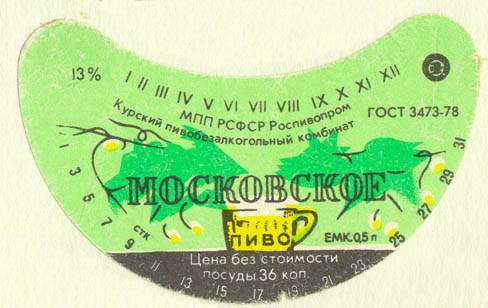 13%
I II III IV V VI VII VIII IX X XI XII
МПП РСФСР Роспивопром
Курский пивобезалкогольный комбинат
ГОСТ 3473-78
МОСКОВСКОЕ
ПИВО
стк
ЕМК.0,5 л
Цена без стоимости
посуды 36 коп.
1 3 5 7 9 11 13 15 17 19 21 23 25 27 29 31